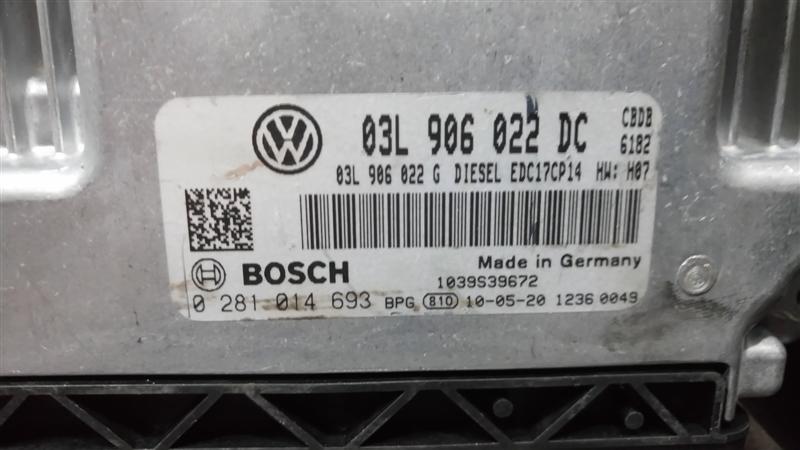 03L 906 022 DC CBDB
6182
03L 906 022 G DIESEL EDC17CP14 HW: H07
Made in Germany
BOSCH
1039S39672
0 281 014 693 BPG 810 10-05-20 1236 0049